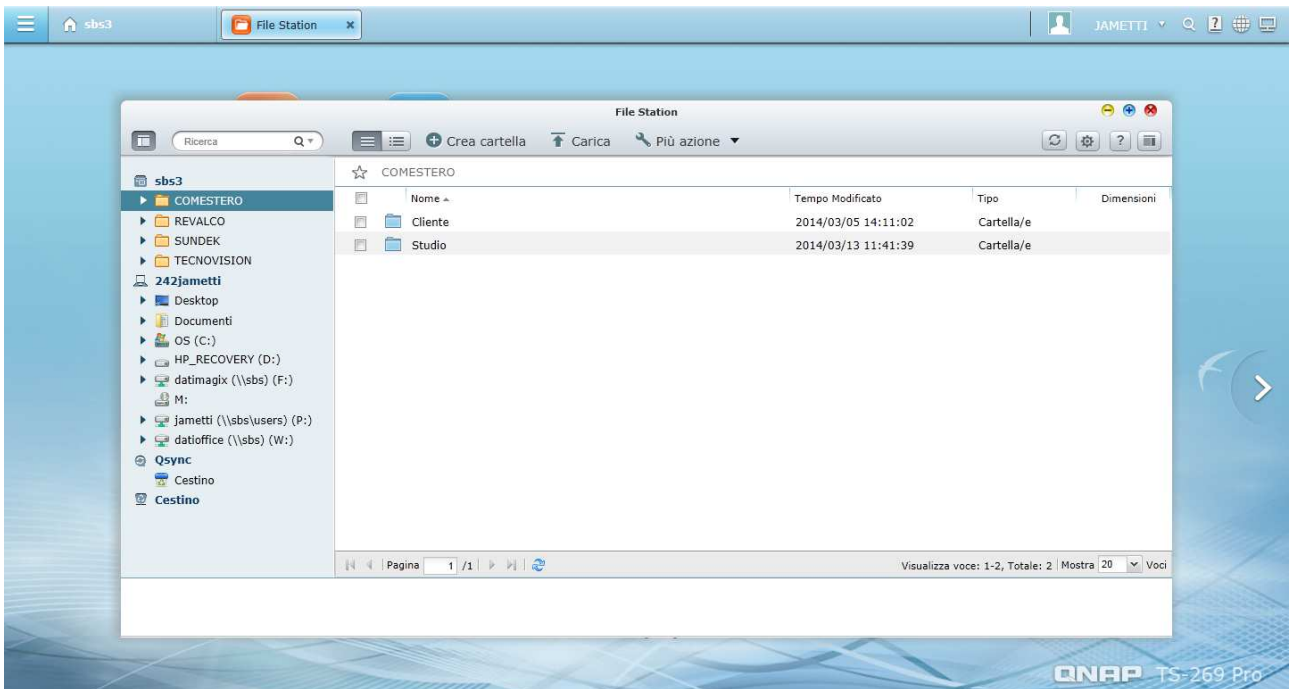 sbs3
File Station
JAMETTI
File Station
Ricerca
Crea cartella
Carica
Più azione
sbs3
COMESTERO
REVALCO
SUNDEK
TECNOVISION
242jametti
Desktop
Documenti
OS (C:)
HP_RECOVERY (D:)
datimagix (\\sbs) (F:)
M:
jametti (\\sbs\users) (P:)
datioffice (\\sbs) (W:)
Qsync
Cestino
Cestino
COMESTERO
Nome Tempo Modificato Tipo Dimensioni
Cliente 2014/03/05 14:11:02 Cartella/e
Studio 2014/03/13 11:41:39 Cartella/e
Pagina 1 /1 Visualizza voce: 1-2, Totale: 2 Mostra 20 Voci
QNAP TS-269 Pro